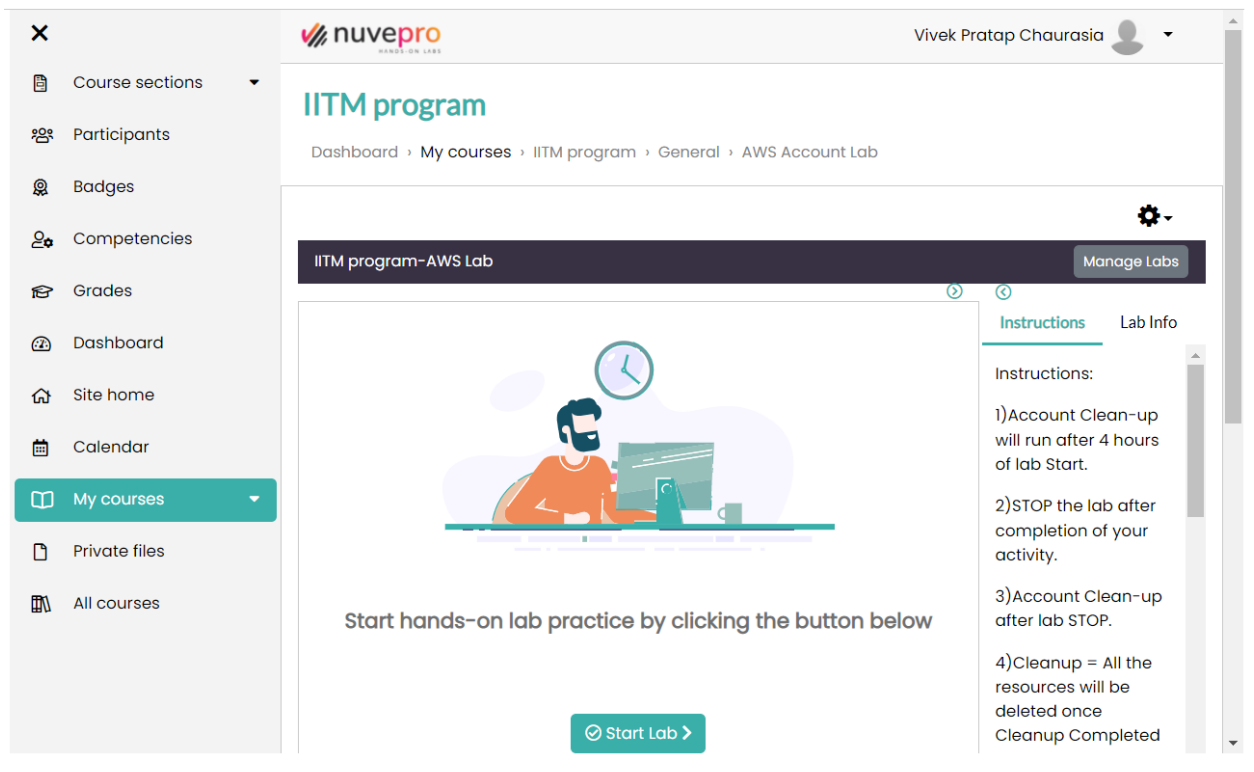 nuvepro
HANDS-ON LABS
Vivek Pratap Chaurasia
Course sections
Participants
Badges
Competencies
Grades
Dashboard
Site home
Calendar
My courses
Private files
All courses
IITM program
Dashboard › My courses › IITM program › General › AWS Account Lab
IITM program-AWS Lab
Manage Labs
Start hands-on lab practice by clicking the button below
Start Lab
Instructions
Lab Info
Instructions:
1)Account Clean-up
will run after 4 hours
of lab Start.
2)STOP the lab after
completion of your
activity.
3)Account Clean-up
after lab STOP.
4)Cleanup = All the
resources will be
deleted once
Cleanup Completed